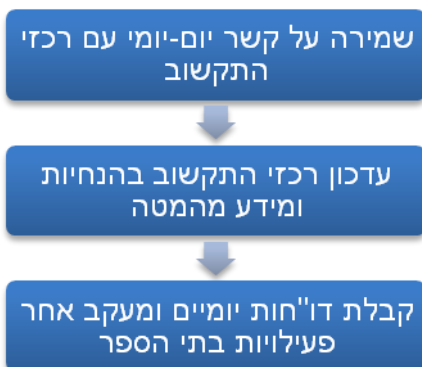 שמירה על קשר יום-יומי עם רכזי
התקשוב
עדכון רכזי התקשוב בהנחיות
ומידע מהמטה
קבלת דו''חות יומיים ומעקב אחר
פעילויות בתי הספר